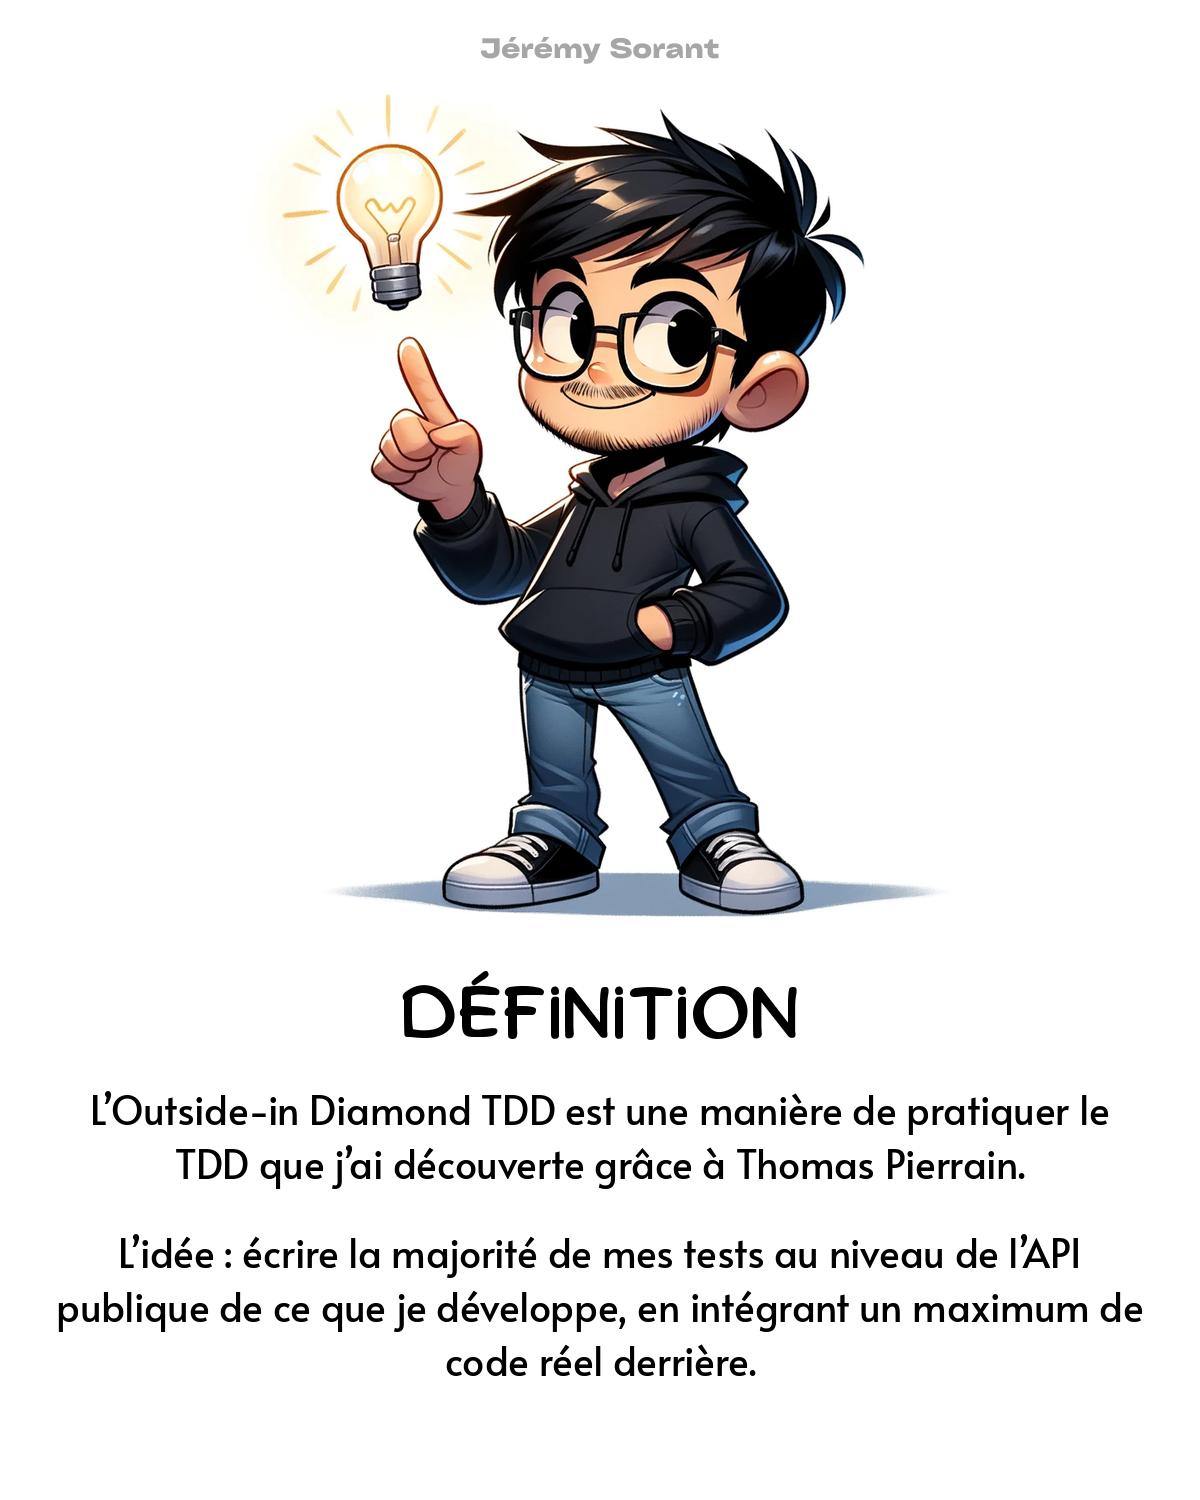 Jérémy Sorant
DÉFiNiTiON
L’Outside-in Diamond TDD est une manière de pratiquer le
TDD que j’ai découverte grâce à Thomas Pierrain.
L’idée : écrire la majorité de mes tests au niveau de l’API
publique de ce que je développe, en intégrant un maximum de
code réel derrière.